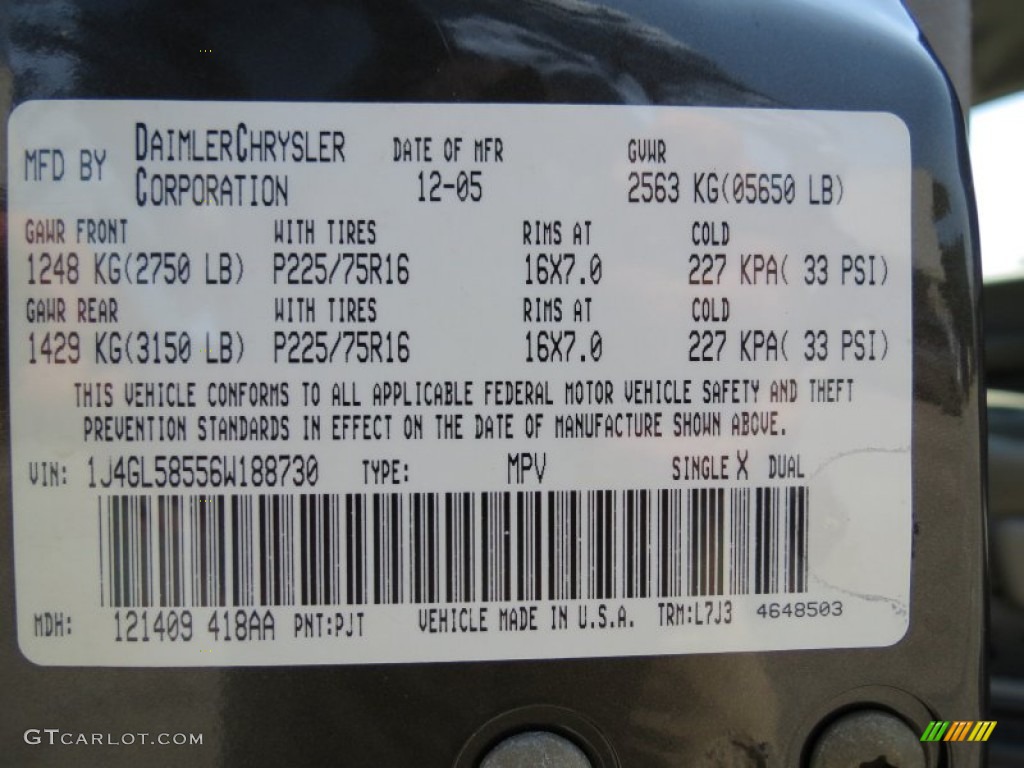 MFD BY DAIMLERCHRYSLER CORPORATION DATE OF MFR 12-05 GVWR 2563 KG(05650 LB)
GAWR FRONT WITH TIRES RIMS AT COLD
1248 KG(2750 LB) P225/75R16 16X7.0 227 KPA( 33 PSI)
GAWR REAR WITH TIRES RIMS AT COLD
1429 KG(3150 LB) P225/75R16 16X7.0 227 KPA( 33 PSI)
THIS VEHICLE CONFORMS TO ALL APPLICABLE FEDERAL MOTOR VEHICLE SAFETY AND THEFT
PREVENTION STANDARDS IN EFFECT ON THE DATE OF MANUFACTURE SHOWN ABOVE.
VIN: 1J4GL58556W188730 TYPE: MPV SINGLE X DUAL
MDH: 121409 418AA PNT:PJT VEHICLE MADE IN U.S.A. TRM:L7J3 4648503
GTCARLOT.COM